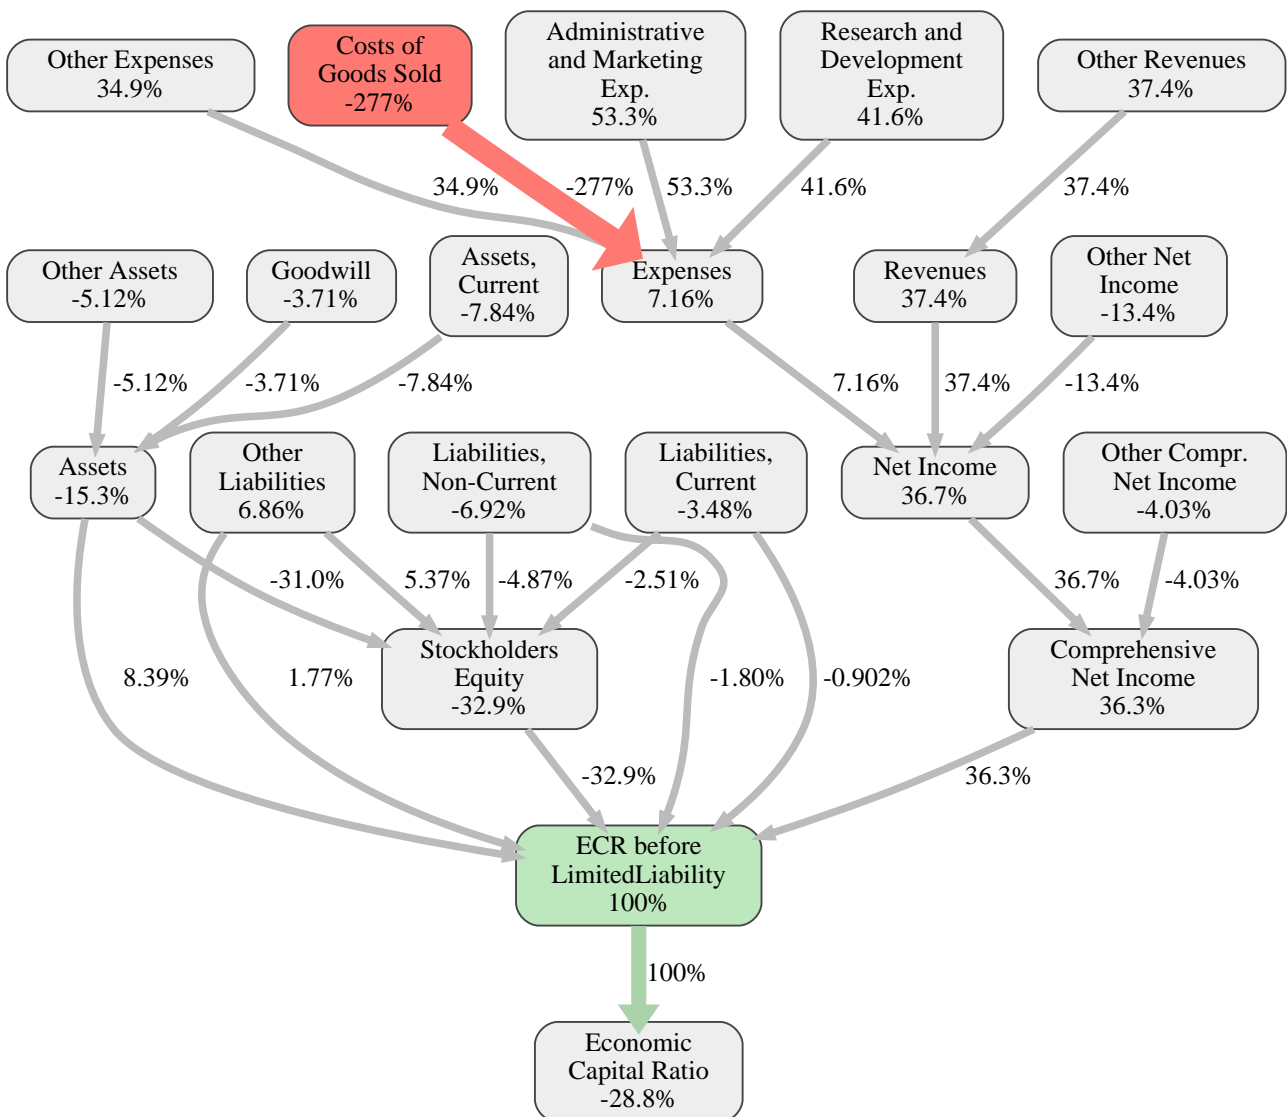 Other Expenses
34.9%
Costs of
Goods Sold
-277%
Administrative
and Marketing
Exp.
53.3%
Research and
Development
Exp.
41.6%
Other Revenues
37.4%
34.9%
-277%
53.3%
41.6%
37.4%
Other Assets
-5.12%
Goodwill
-3.71%
Assets,
Current
-7.84%
Expenses
7.16%
Revenues
37.4%
Other Net
Income
-13.4%
-5.12%
-3.71%
-7.84%
7.16%
37.4%
-13.4%
Assets
-15.3%
Other
Liabilities
6.86%
Liabilities,
Non-Current
-6.92%
Liabilities,
Current
-3.48%
Net Income
36.7%
Other Compr.
Net Income
-4.03%
-31.0%
5.37%
-4.87%
-2.51%
36.7%
-4.03%
8.39%
1.77%
Stockholders
Equity
-32.9%
-1.80%
-0.902%
Comprehensive
Net Income
36.3%
-32.9%
36.3%
ECR before
LimitedLiability
100%
100%
Economic
Capital Ratio
-28.8%